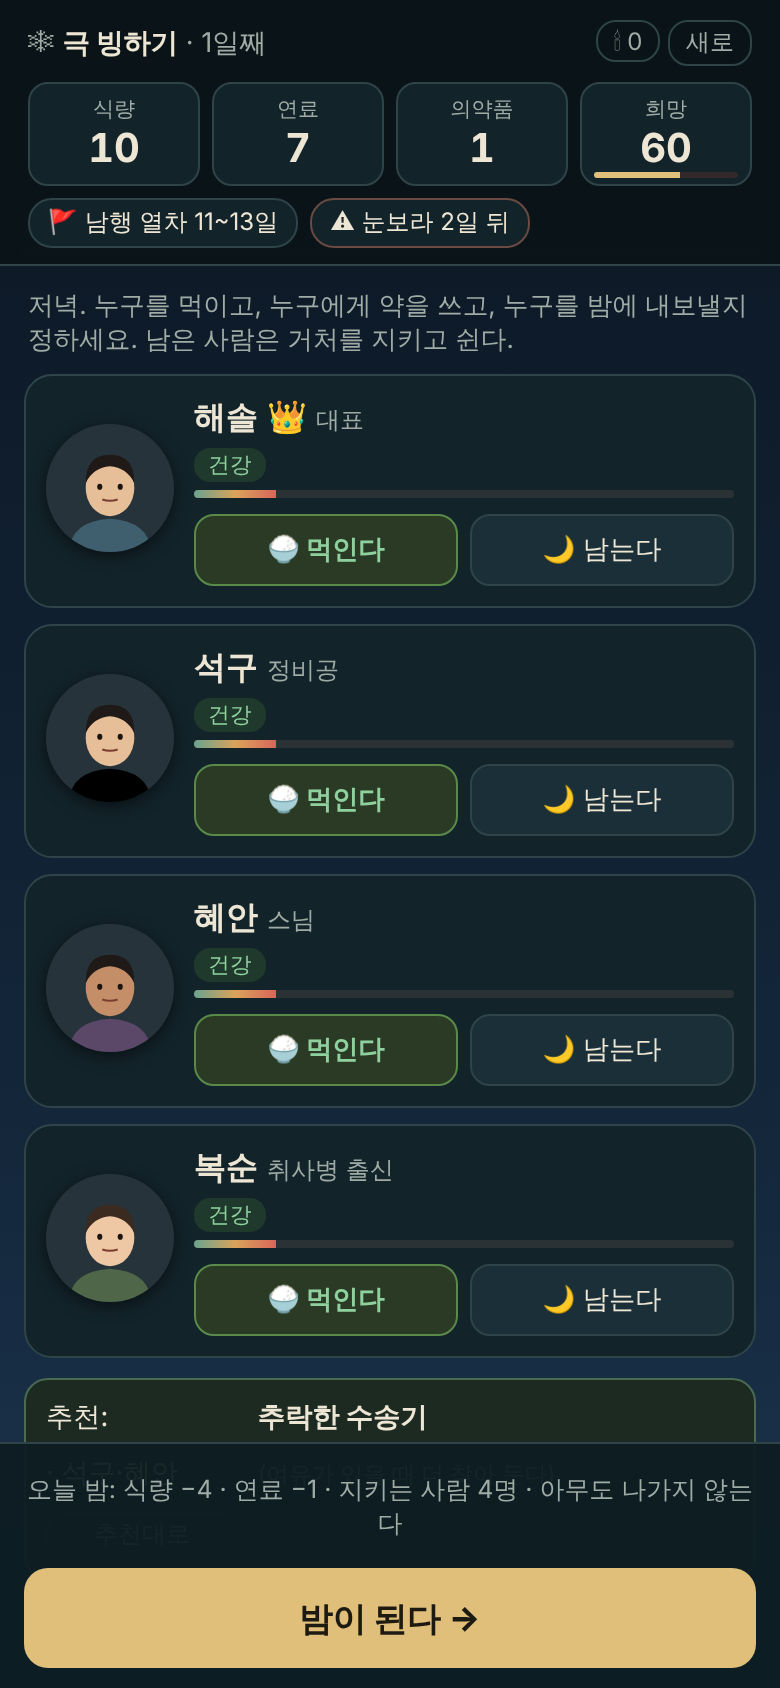 극 빙하기 · 1일째
0
새로
식량
10
연료
7
의약품
1
희망
60
남행 열차 11~13일
눈보라 2일 뒤
저녁. 누구를 먹이고, 누구에게 약을 쓰고, 누구를 밤에 내보낼지
정하세요. 남은 사람은 거처를 지키고 쉰다.
해솔 대표
건강
먹인다
남는다
석구 정비공
건강
먹인다
남는다
혜안 스님
건강
먹인다
남는다
복순 취사병 출신
건강
먹인다
남는다
추천: 추락한 수송기
오늘 밤: 식량 −4 · 연료 −1 · 지키는 사람 4명 · 아무도 나가지 않는
다
추천대로
밤이 된다 →